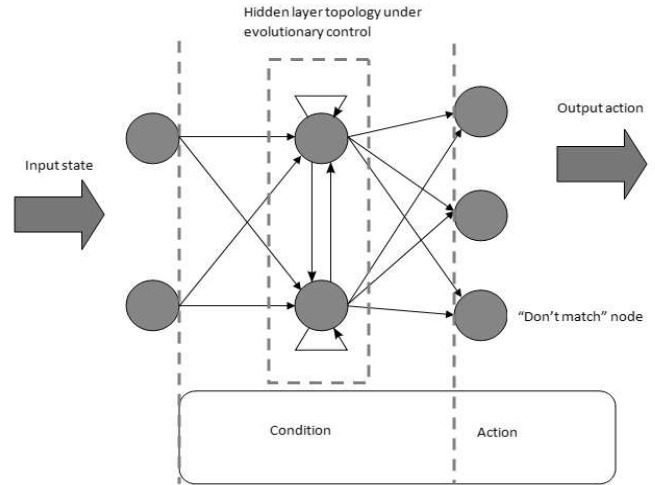 Hidden layer topology under
evolutionary control
Output action
Input state
“Don’t match” node
Condition
Action